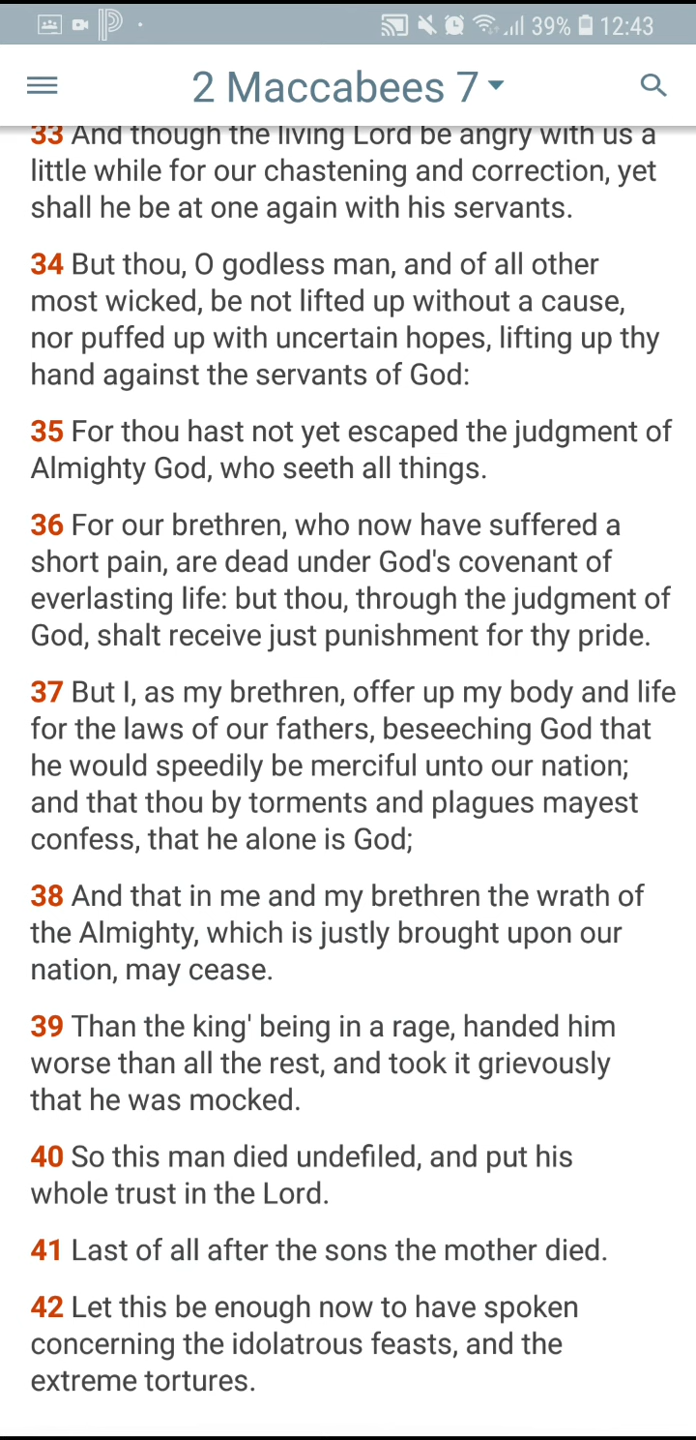 39% 12:43
2 Maccabees 7
33 And though the living Lord be angry with us a
little while for our chastening and correction, yet
shall he be at one again with his servants.
34 But thou, O godless man, and of all other
most wicked, be not lifted up without a cause,
nor puffed up with uncertain hopes, lifting up thy
hand against the servants of God:
35 For thou hast not yet escaped the judgment of
Almighty God, who seeth all things.
36 For our brethren, who now have suffered a
short pain, are dead under God's covenant of
everlasting life: but thou, through the judgment of
God, shalt receive just punishment for thy pride.
37 But I, as my brethren, offer up my body and life
for the laws of our fathers, beseeching God that
he would speedily be merciful unto our nation;
and that thou by torments and plagues mayest
confess, that he alone is God;
38 And that in me and my brethren the wrath of
the Almighty, which is justly brought upon our
nation, may cease.
39 Than the king' being in a rage, handed him
worse than all the rest, and took it grievously
that he was mocked.
40 So this man died undefiled, and put his
whole trust in the Lord.
41 Last of all after the sons the mother died.
42 Let this be enough now to have spoken
concerning the idolatrous feasts, and the
extreme tortures.